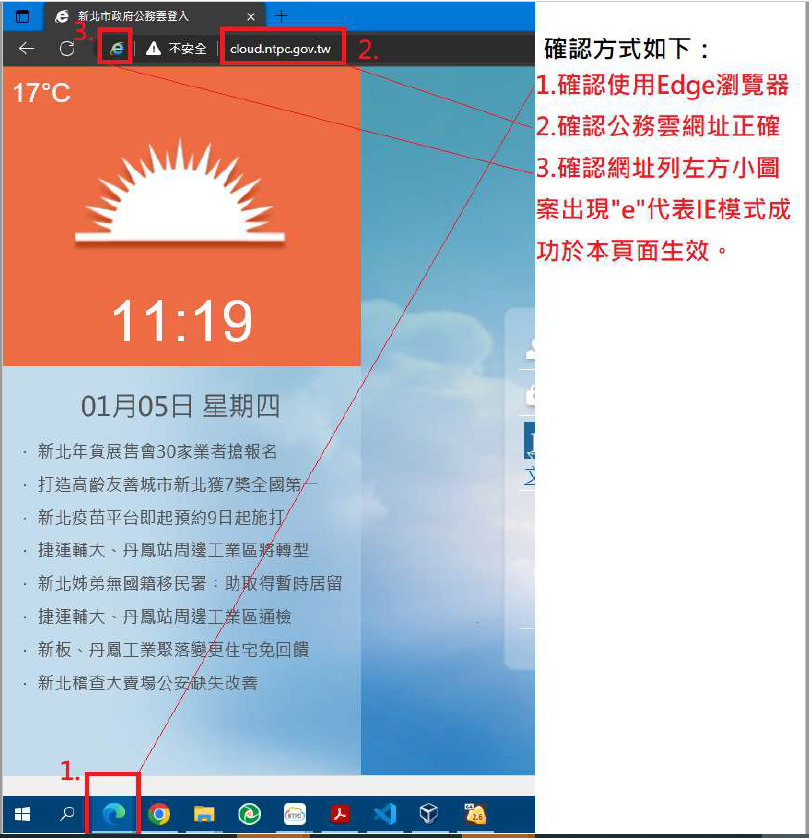 新北市政府公務雲登入
3.
不安全
cloud.ntpc.gov.tw
2.
17°C
11:19
01月05日 星期四
· 新北年貨展售會30家業者搶報名
· 打造高齡友善城市新北獲7獎全國第一
· 新北疫苗平台即起預約9日起施打
· 捷運輔大、丹鳳站周邊工業區將轉型
· 新北姊弟無國籍移民署：助取得暫時居留
· 捷運輔大、丹鳳站周邊工業區通檢
· 新板、丹鳳工業聚落變更住宅免回饋
· 新北稽查大賣場公安缺失改善
1.
確認方式如下：
1.確認使用Edge瀏覽器
2.確認公務雲網址正確
3.確認網址列左方小圖
案出現"e"代表IE模式成
功於本頁面生效。